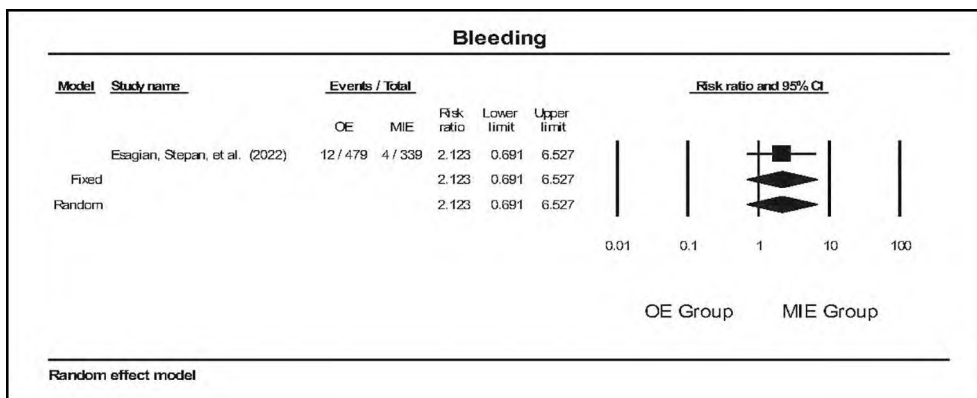 Bleeding
Model Study name Events / Total Risk ratio and 95% CI
OE MIE Risk ratio Lower limit Upper limit
Esagian, Stepan, et al. (2022) 12 / 479 4 / 339 2.123 0.691 6.527
Fixed 2.123 0.691 6.527
Random 2.123 0.691 6.527
0.01 0.1 1 10 100
OE Group MIE Group
Random effect model